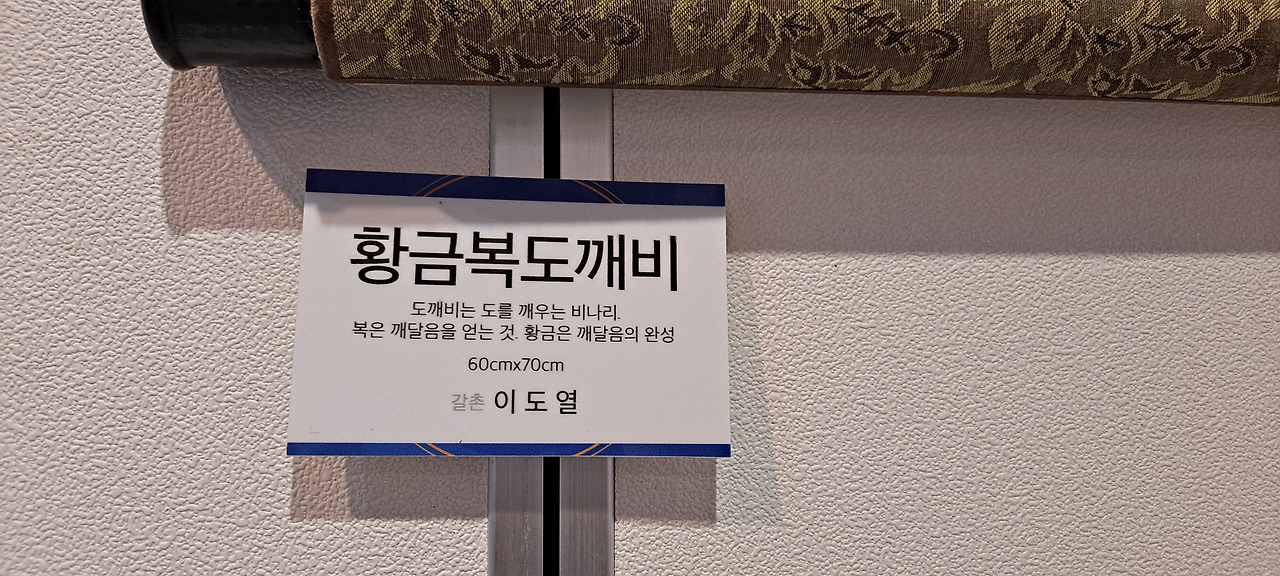 황금복도깨비
도깨비는 도를 깨우는 비나리.
복은 깨달음을 얻는 것. 황금은 깨달음의 완성
60cmx70cm
갈촌 이도열